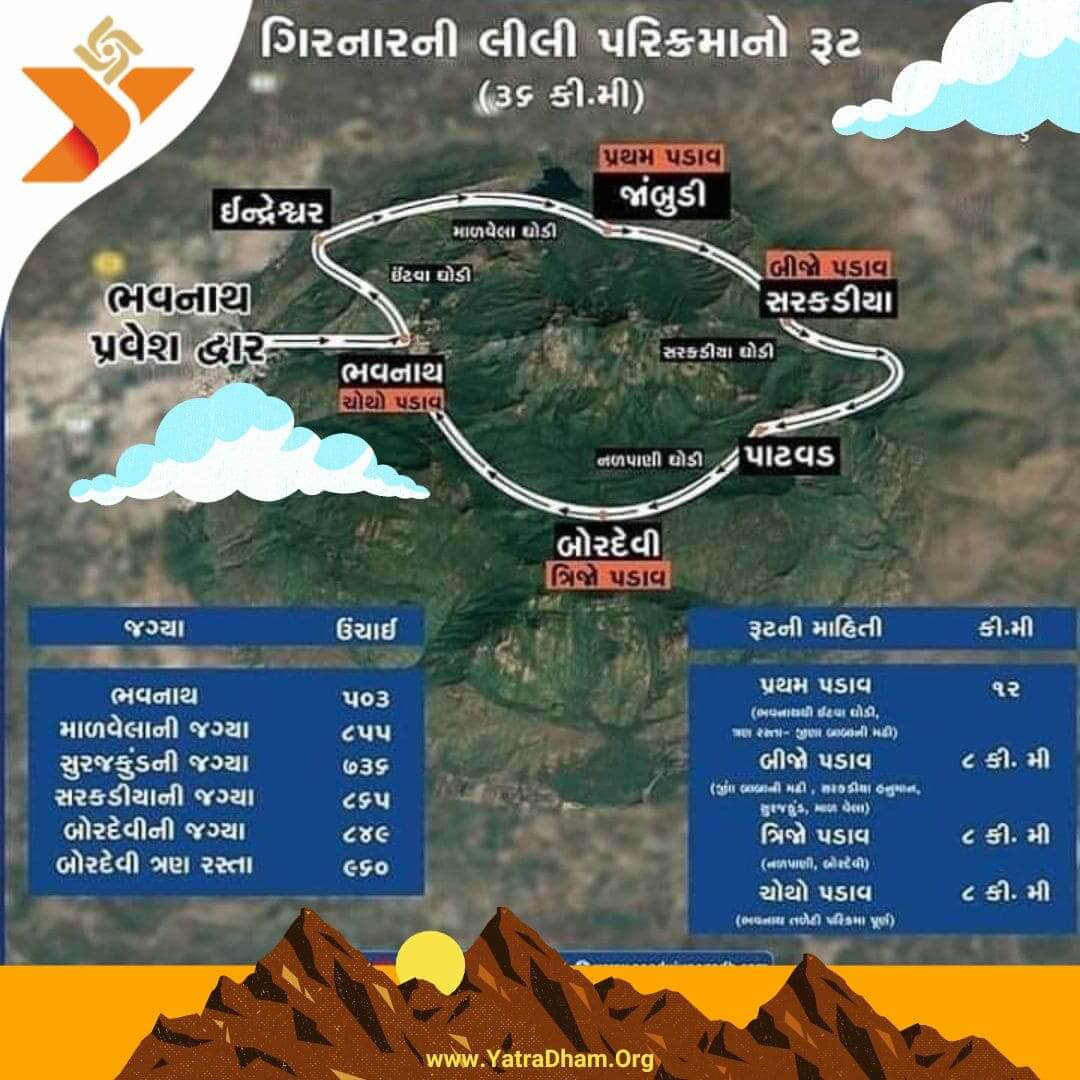 ગિરનારની લીલી પરિક્રમાનો રૂટ
(૩૬ કી.મી)
પ્રથમ પડાવ
જાંબુડી
ઈન્દ્રેશ્વર
માળવેલા ઘોડી
બીજો પડાવ
સરકડીયા
ઈટવા ઘોડી
ભવનાથ
પ્રવેશ દ્વાર
સરકડીયા ઘોડી
ભવનાથ
ચોથો પડાવ
પાટવડ
નળપાણી ઘોડી
બોરદેવી
ત્રિજો પડાવ
જગ્યા ઉંચાઈ
ભવનાથ ૫૦૩
માળવેલાની જગ્યા ૮૫૫
સુરજકુંડની જગ્યા ૭૩૬
સરકડીયાની જગ્યા ૮૬૫
બોરદેવીની જગ્યા ૮૪૯
બોરદેવી ત્રણ રસ્તા ૯૬૦
રૂટની માહિતી કી.મી
પ્રથમ પડાવ ૧૨
(ભવનાથથી ઈટવા ઘોડી,
ત્રણ રસ્તા- જીણા બાબાની મઢી)
બીજો પડાવ ૮ કી. મી
(જીણા બાબાની મઢી , સરકડીયા હનુમાન,
સુરજકુંડ, માળ વેલા)
ત્રિજો પડાવ ૮ કી. મી
(નળપાણી, બોરદેવી)
ચોથો પડાવ ૮ કી. મી
(ભવનાથ તળેટી પરિક્રમા પૂર્ણ)
www.YatraDham.Org